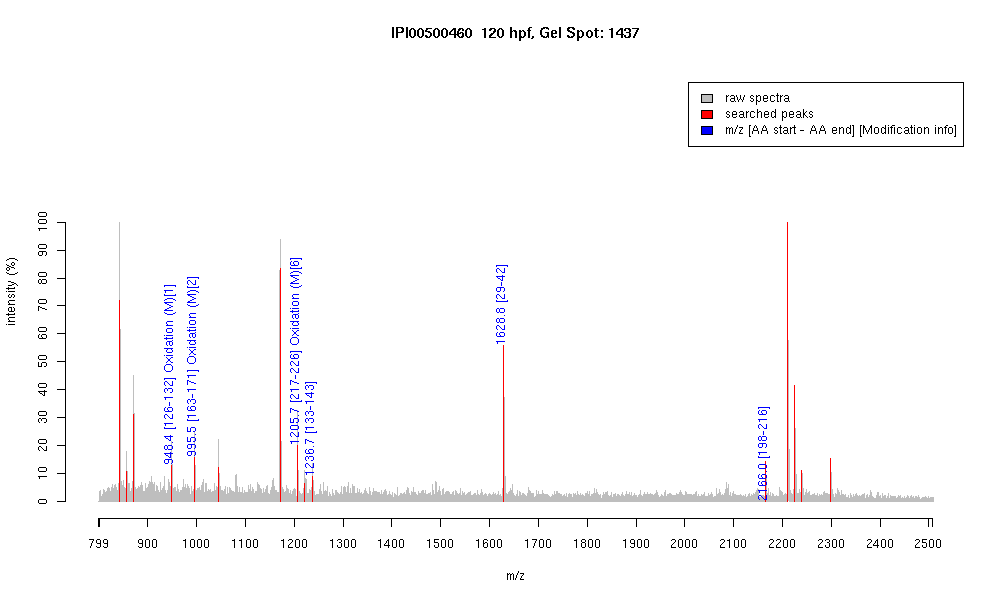 IPI00500460 120 hpf, Gel Spot: 1437
raw spectra
searched peaks
m/z [AA start - AA end] [Modification info]
intensity (%)
100
90
80
70
60
50
40
30
20
10
0
948.4 [126-132] Oxidation (M)[1]
995.5 [163-171] Oxidation (M)[2]
1205.7 [217-226] Oxidation (M)[6]
1236.7 [133-143]
1628.8 [29-42]
2166.0 [198-216]
799 900 1000 1100 1200 1300 1400 1500 1600 1700 1800 1900 2000 2100 2200 2300 2400 2500
m/z